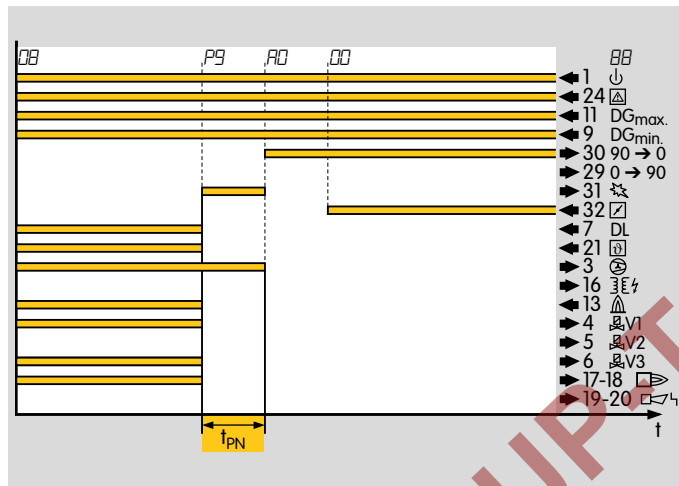 08 P9 A0 00 88
1
24
11 DGmax.
9 DGmin.
30 90 ➔ 0
29 0 ➔ 90
31
32
7 DL
21 ϑ
3
16
13
4 V1
5 V2
6 V3
17-18
19-20
t
tPN
UP-T